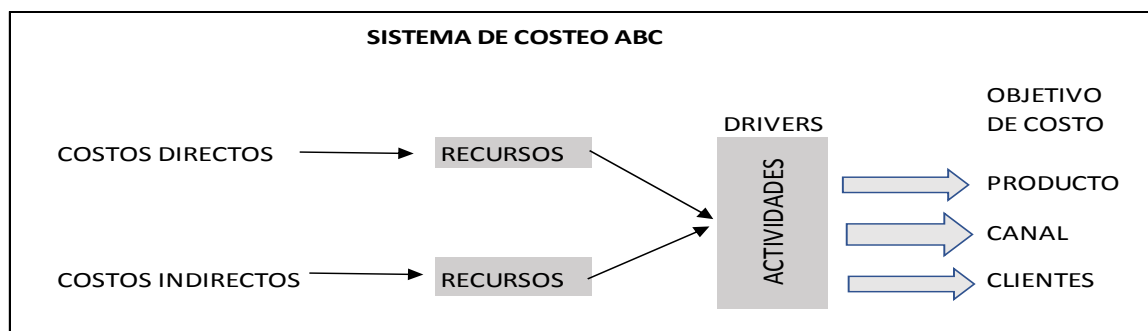 SISTEMA DE COSTEO ABC
OBJETIVO
DE COSTO
DRIVERS
COSTOS DIRECTOS
RECURSOS
ACTIVIDADES
PRODUCTO
CANAL
COSTOS INDIRECTOS
RECURSOS
CLIENTES